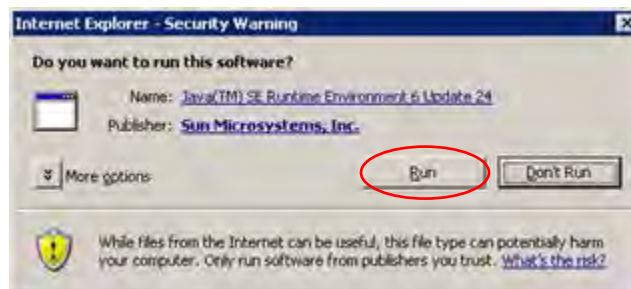 Internet Explorer - Security Warning
Do you want to run this software?
Name: Java(TM) SE Runtime Environment 6 Update 24
Publisher: Sun Microsystems, Inc.
More options
Run
Don't Run
While files from the Internet can be useful, this file type can potentially harm
your computer. Only run software from publishers you trust. What's the risk?